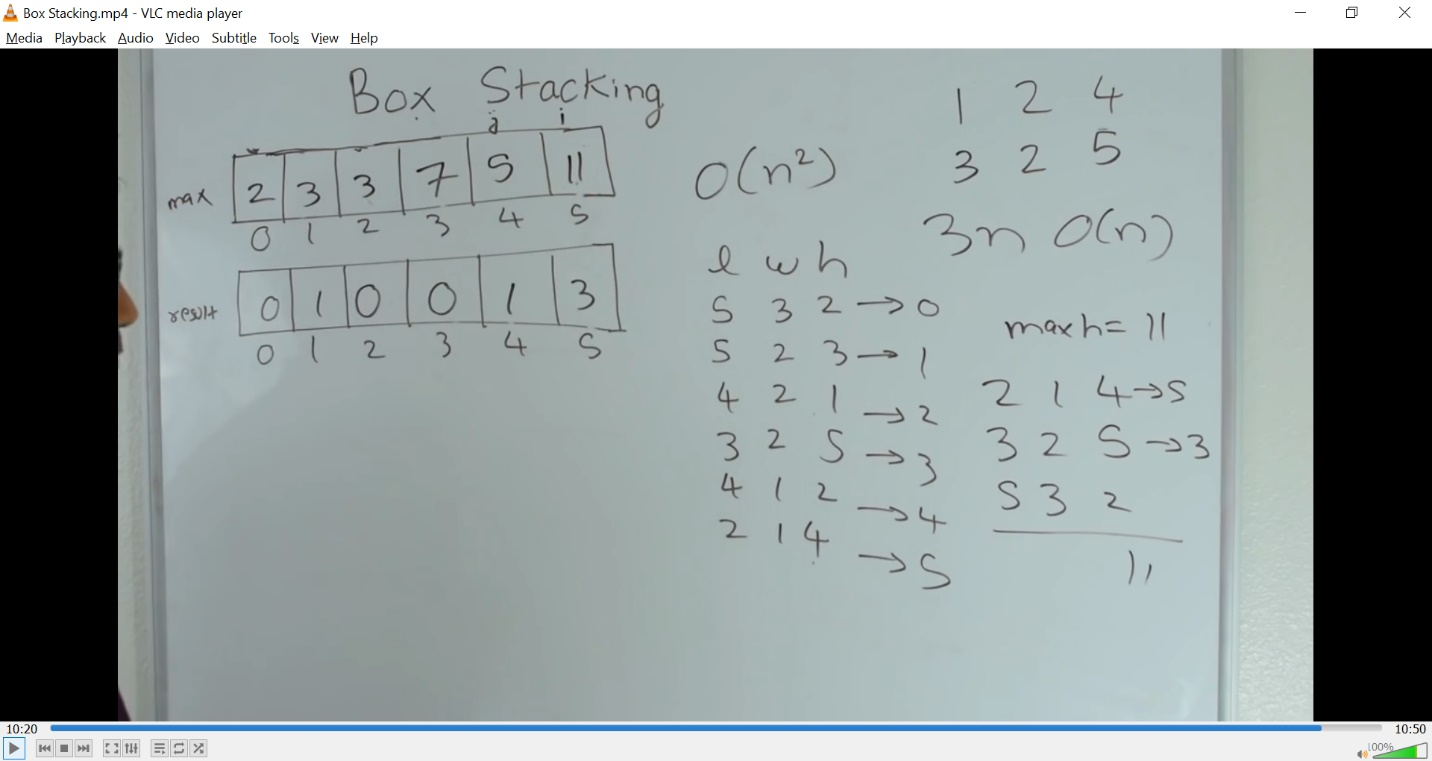 Box Stacking.mp4 - VLC media player
Media Playback Audio Video Subtitle Tools View Help
Box Stacking
j i
max 2 3 3 7 5 11
0 1 2 3 4 5
result 0 1 0 0 1 3
0 1 2 3 4 5
O(n²)
l w h
5 3 2 → 0
5 2 3 → 1
4 2 1 → 2
3 2 5 → 3
4 1 2 → 4
2 1 4 → 5
1 2 4
3 2 5
3n O(n)
max h = 11
2 1 4 → 5
3 2 5 → 3
5 3 2
11
10:20 10:50
100%